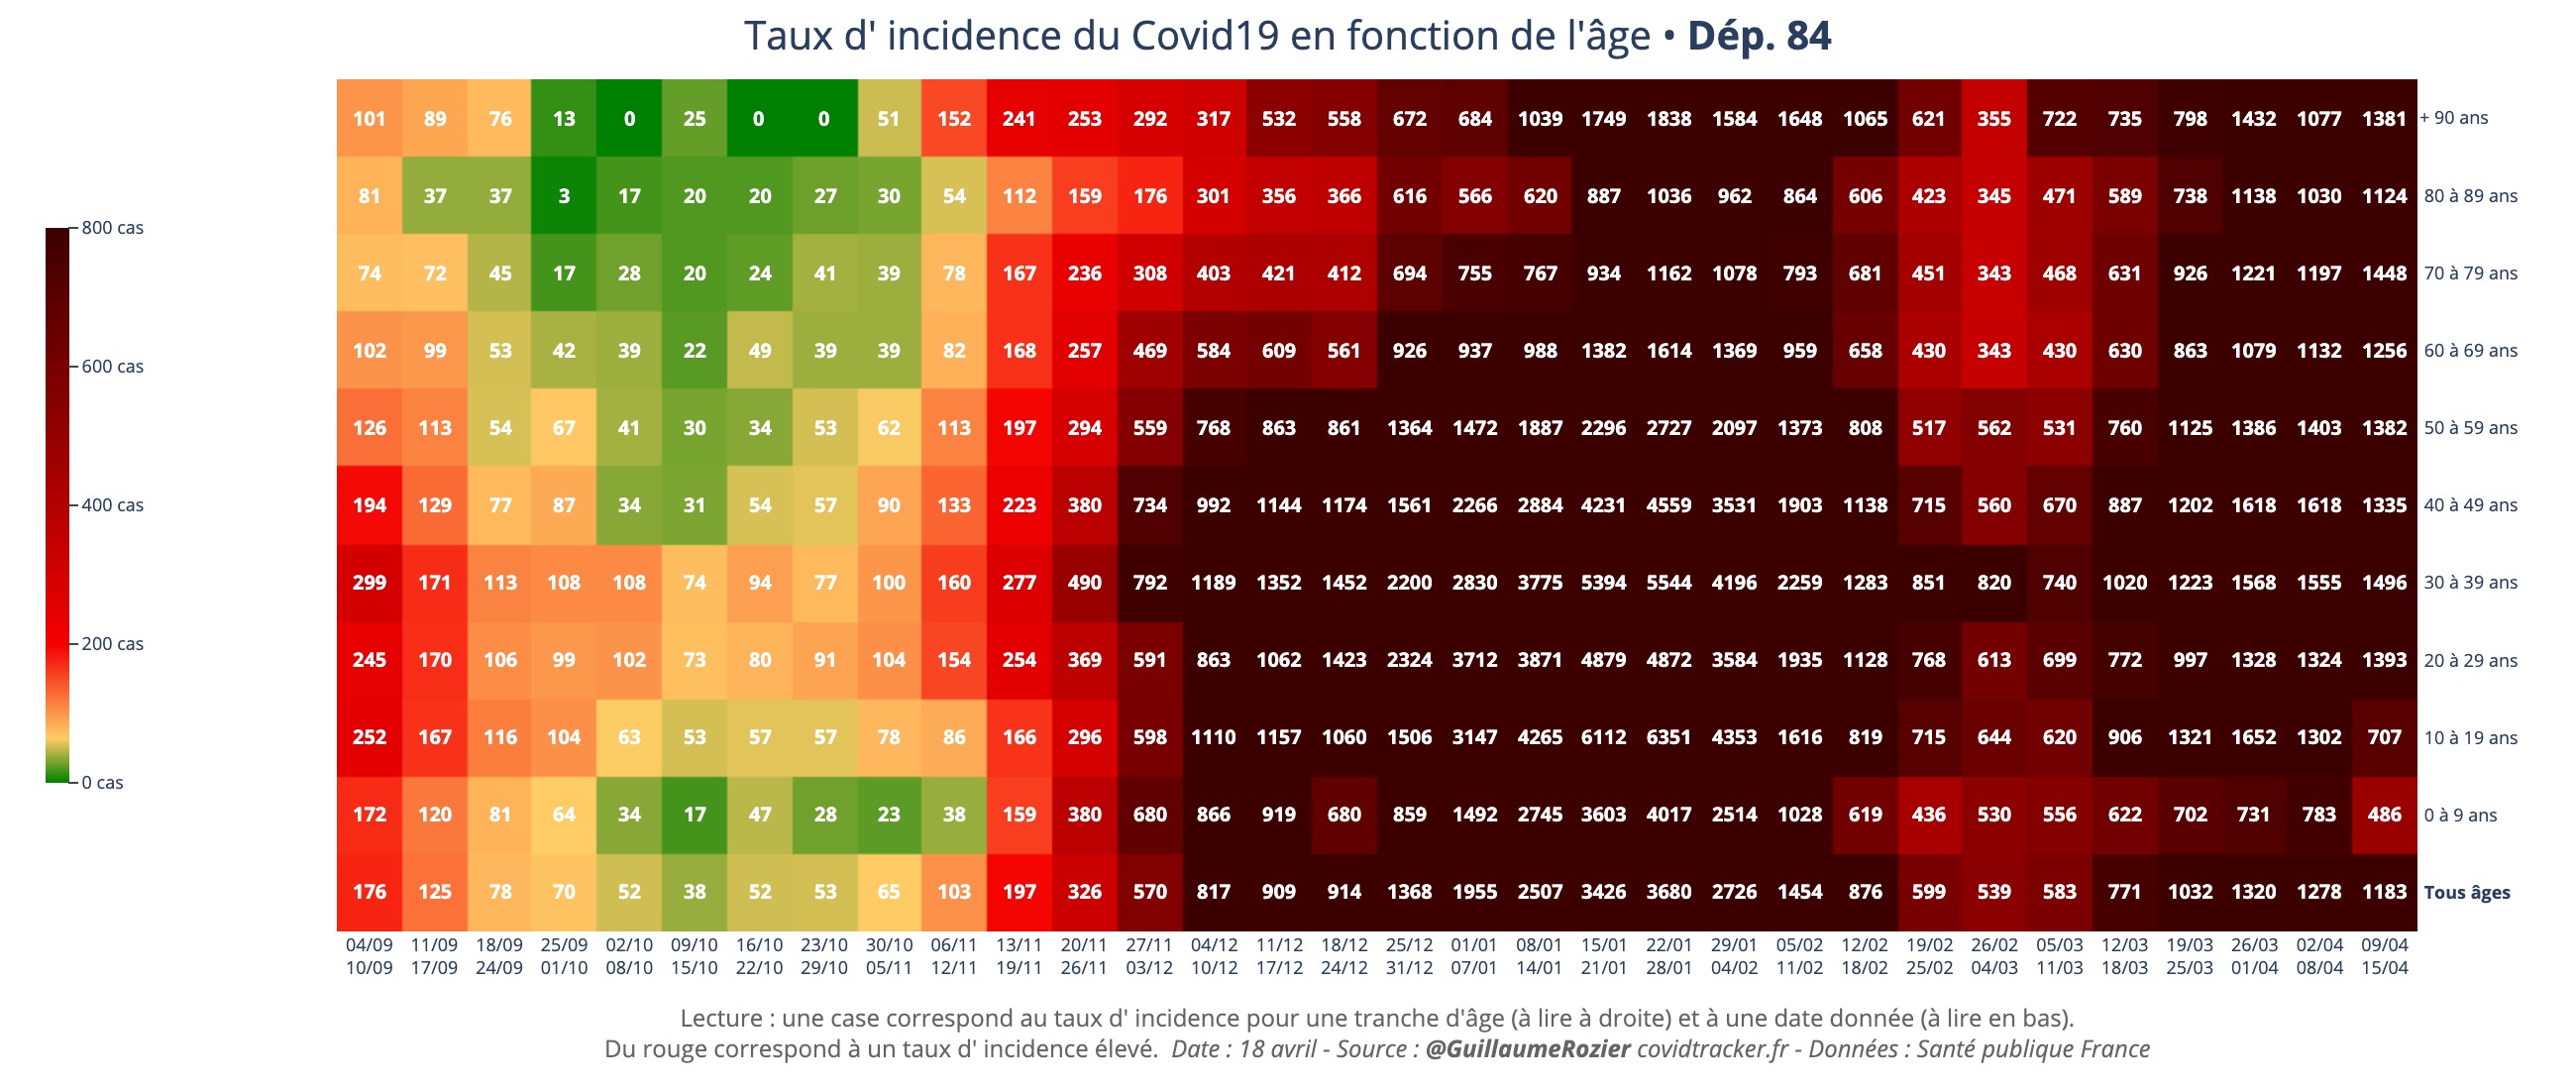 Taux d' incidence du Covid19 en fonction de l'âge • Dép. 84
800 cas
600 cas
400 cas
200 cas
0 cas
101 89 76 13 0 25 0 0 51 152 241 253 292 317 532 558 672 684 1039 1749 1838 1584 1648 1065 621 355 722 735 798 1432 1077 1381 + 90 ans
81 37 37 3 17 20 20 27 30 54 112 159 176 301 356 366 616 566 620 887 1036 962 864 606 423 345 471 589 738 1138 1030 1124 80 à 89 ans
74 72 45 17 28 20 24 41 39 78 167 236 308 403 421 412 694 755 767 934 1162 1078 793 681 451 343 468 631 926 1221 1197 1448 70 à 79 ans
102 99 53 42 39 22 49 39 39 82 168 257 469 584 609 561 926 937 988 1382 1614 1369 959 658 430 343 430 630 863 1079 1132 1256 60 à 69 ans
126 113 54 67 41 30 34 53 62 113 197 294 559 768 863 861 1364 1472 1887 2296 2727 2097 1373 808 517 562 531 760 1125 1386 1403 1382 50 à 59 ans
194 129 77 87 34 31 54 57 90 133 223 380 734 992 1144 1174 1561 2266 2884 4231 4559 3531 1903 1138 715 560 670 887 1202 1618 1618 1335 40 à 49 ans
299 171 113 108 108 74 94 77 100 160 277 490 792 1189 1352 1452 2200 2830 3775 5394 5544 4196 2259 1283 851 820 740 1020 1223 1568 1555 1496 30 à 39 ans
245 170 106 99 102 73 80 91 104 154 254 369 591 863 1062 1423 2324 3712 3871 4879 4872 3584 1935 1128 768 613 699 772 997 1328 1324 1393 20 à 29 ans
252 167 116 104 63 53 57 57 78 86 166 296 598 1110 1157 1060 1506 3147 4265 6112 6351 4353 1616 819 715 644 620 906 1321 1652 1302 707 10 à 19 ans
172 120 81 64 34 17 47 28 23 38 159 380 680 866 919 680 859 1492 2745 3603 4017 2514 1028 619 436 530 556 622 702 731 783 486 0 à 9 ans
176 125 78 70 52 38 52 53 65 103 197 326 570 817 909 914 1368 1955 2507 3426 3680 2726 1454 876 599 539 583 771 1032 1320 1278 1183 Tous âges
04/09 11/09 18/09 25/09 02/10 09/10 16/10 23/10 30/10 06/11 13/11 20/11 27/11 04/12 11/12 18/12 25/12 01/01 08/01 15/01 22/01 29/01 05/02 12/02 19/02 26/02 05/03 12/03 19/03 26/03 02/04 09/04
10/09 17/09 24/09 01/10 08/10 15/10 22/10 29/10 05/11 12/11 19/11 26/11 03/12 10/12 17/12 24/12 31/12 07/01 14/01 21/01 28/01 04/02 11/02 18/02 25/02 04/03 11/03 18/03 25/03 01/04 08/04 15/04
Lecture : une case correspond au taux d' incidence pour une tranche d'âge (à lire à droite) et à une date donnée (à lire en bas).
Du rouge correspond à un taux d' incidence élevé. Date : 18 avril - Source : @GuillaumeRozier covidtracker.fr - Données : Santé publique France